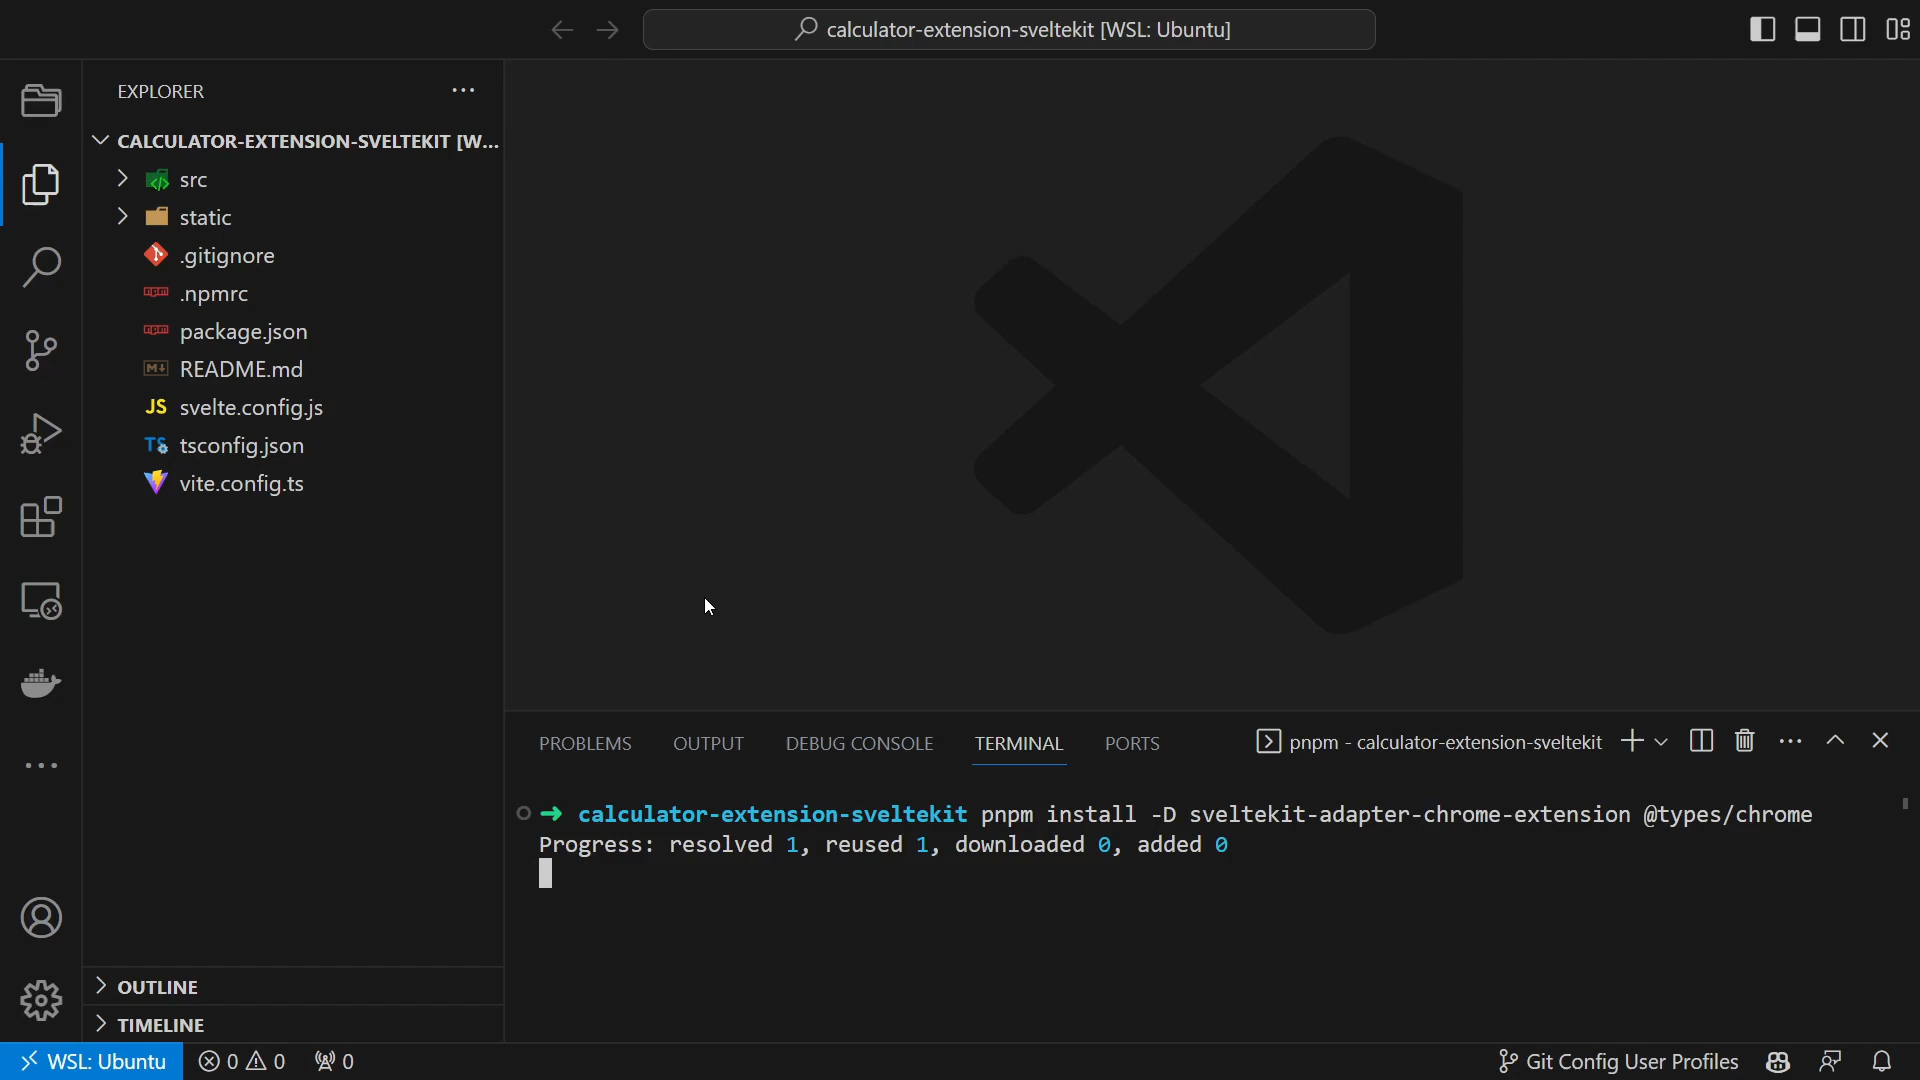 calculator-extension-sveltekit [WSL: Ubuntu]
EXPLORER
CALCULATOR-EXTENSION-SVELTEKIT [W...
src
static
.gitignore
.npmrc
package.json
README.md
JS svelte.config.js
TS tsconfig.json
vite.config.ts
PROBLEMS OUTPUT DEBUG CONSOLE TERMINAL PORTS pnpm - calculator-extension-sveltekit
calculator-extension-sveltekit pnpm install -D sveltekit-adapter-chrome-extension @types/chrome
Progress: resolved 1, reused 1, downloaded 0, added 0
OUTLINE
TIMELINE
WSL: Ubuntu 0 0 0 Git Config User Profiles